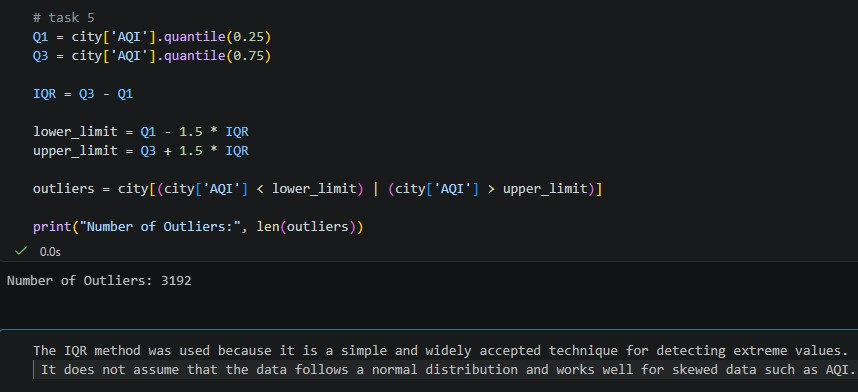 # task 5
Q1 = city['AQI'].quantile(0.25)
Q3 = city['AQI'].quantile(0.75)
IQR = Q3 - Q1
lower_limit = Q1 - 1.5 * IQR
upper_limit = Q3 + 1.5 * IQR
outliers = city[(city['AQI'] < lower_limit) | (city['AQI'] > upper_limit)]
print("Number of Outliers:", len(outliers))
0.0s
Number of Outliers: 3192
The IQR method was used because it is a simple and widely accepted technique for detecting extreme values.
It does not assume that the data follows a normal distribution and works well for skewed data such as AQI.